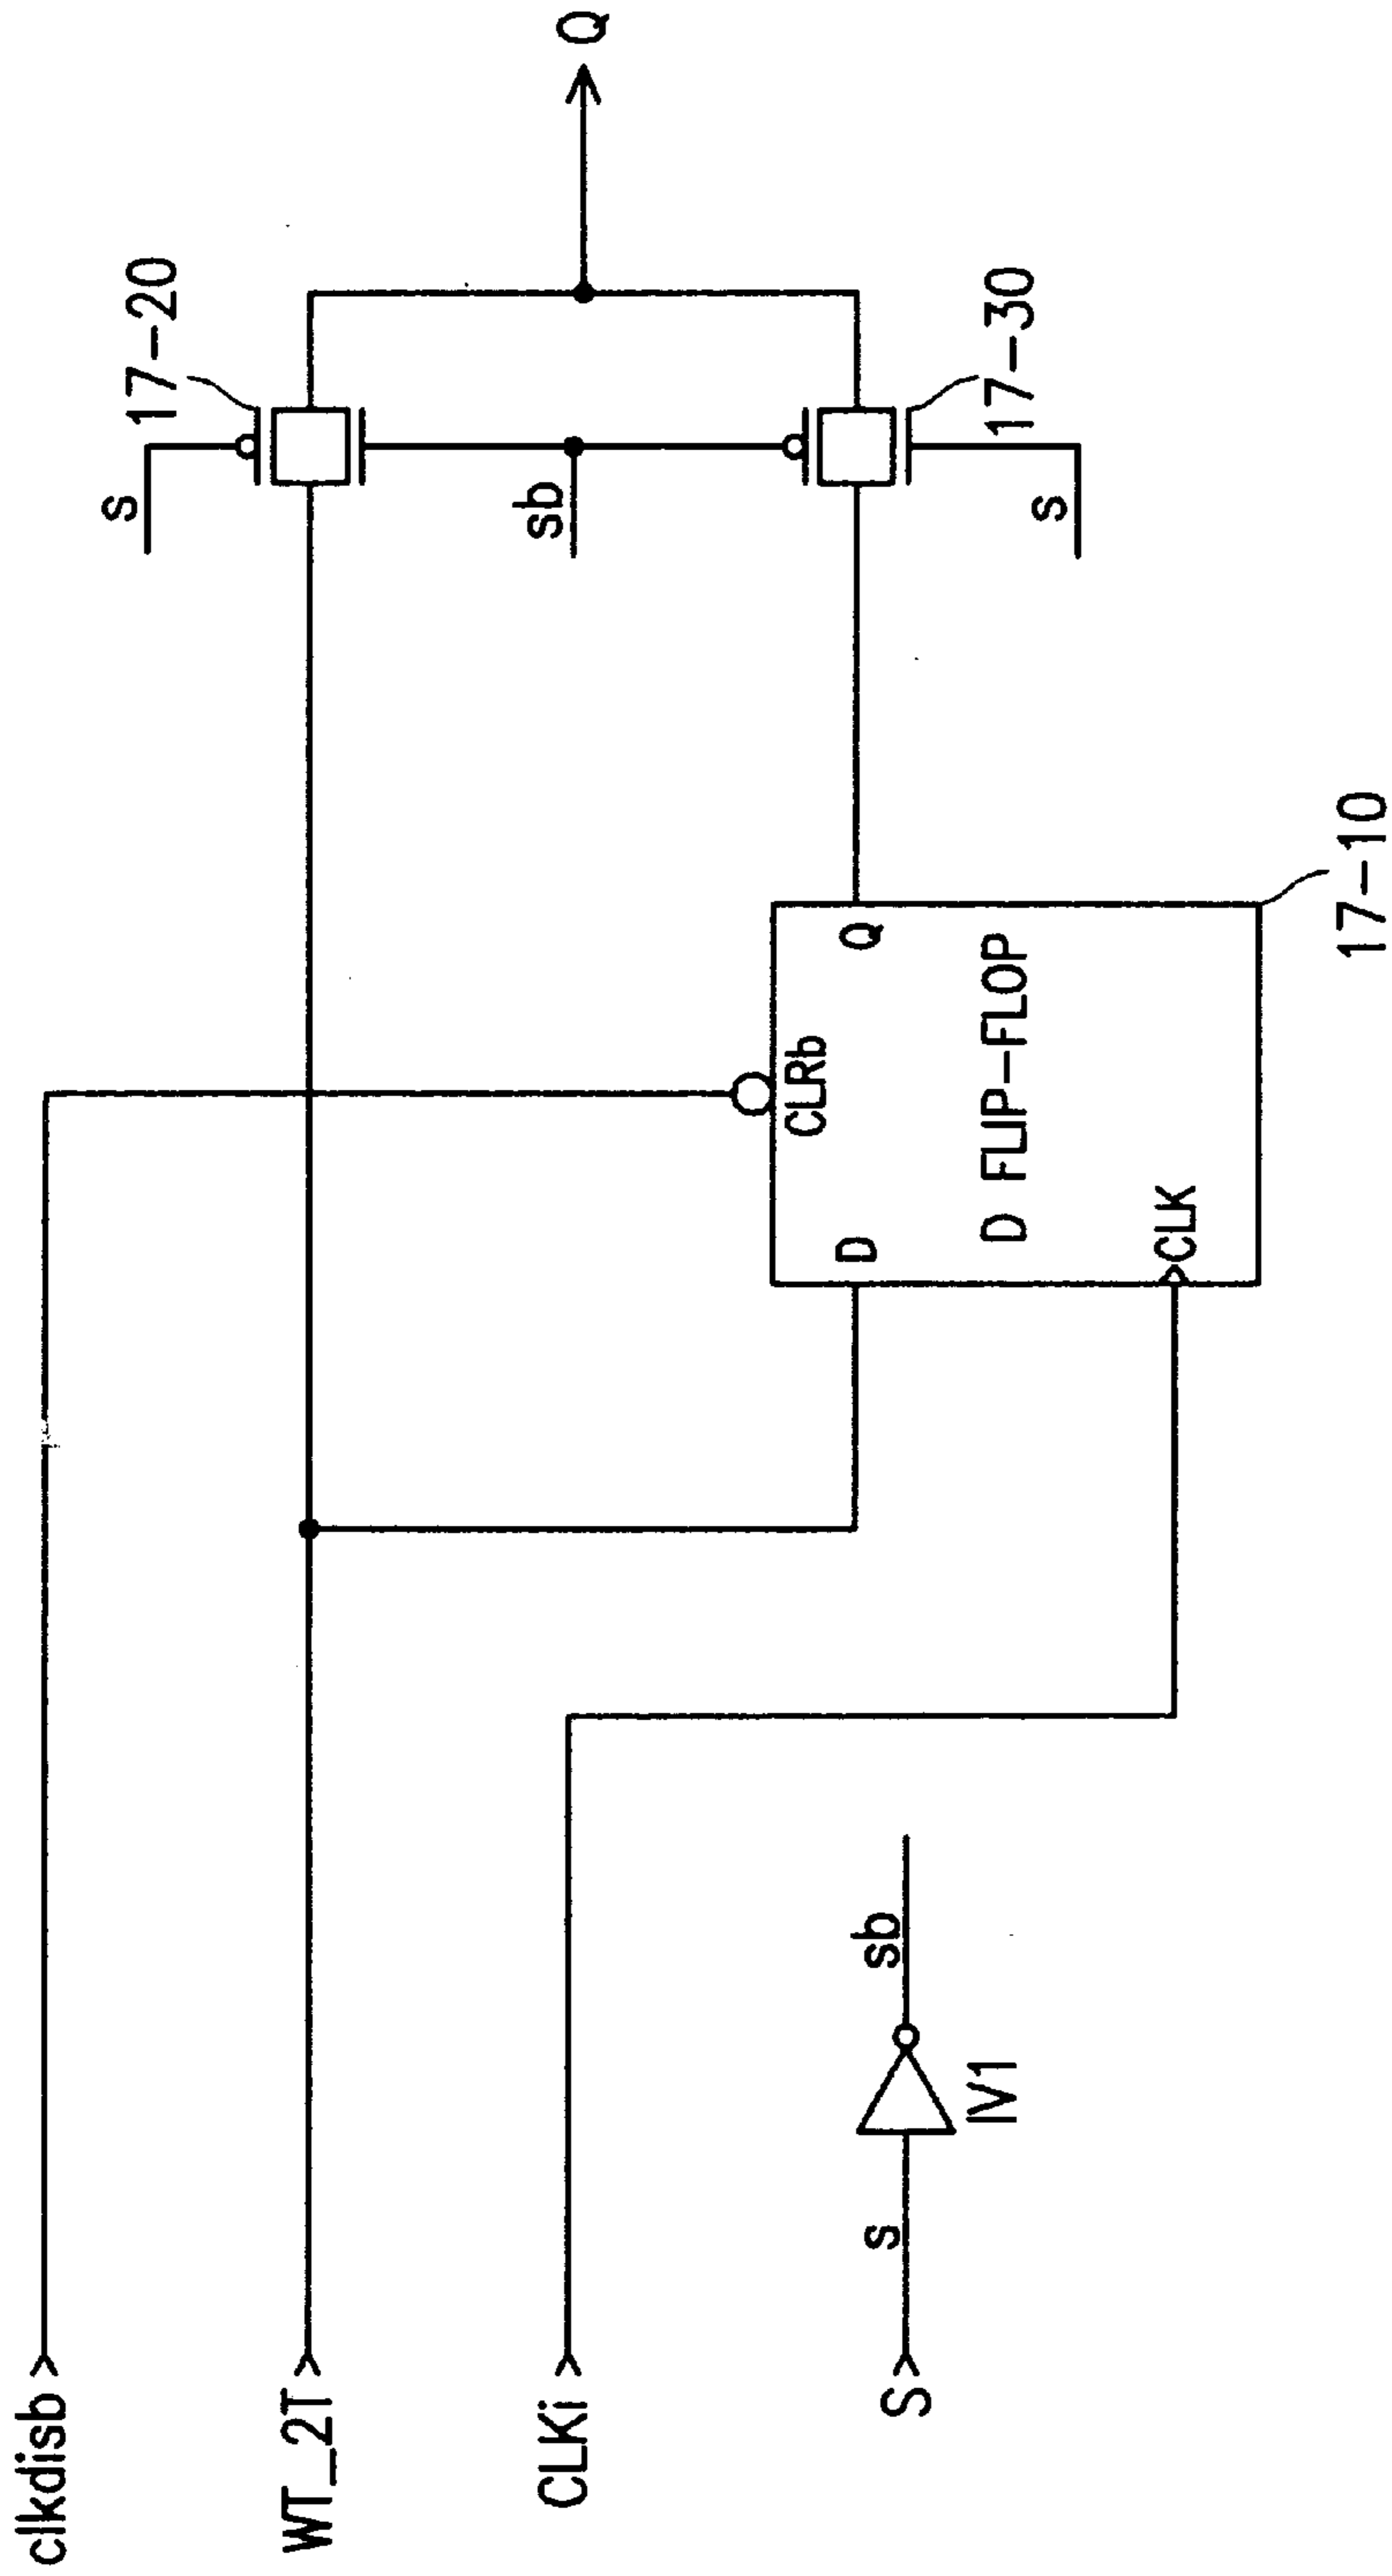 clkdisb
WT_2T
CLKi
S
s
sb
IV1
D
CLRb
Q
D FLIP-FLOP
CLK
17-10
s
17-20
sb
s
17-30
Q